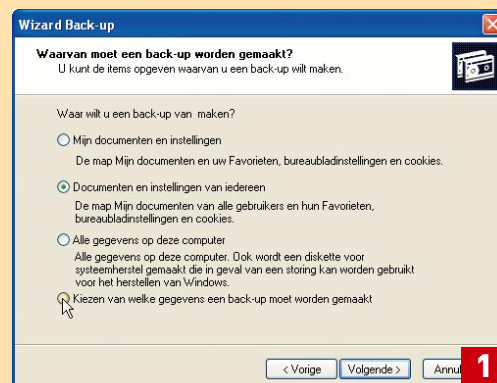 Wizard Back-up
Waarvan moet een back-up worden gemaakt?
U kunt de items opgeven waarvan u een back-up wilt maken.
Waar wilt u een back-up van maken?
Mijn documenten en instellingen
De map Mijn documenten en uw Favorieten, bureaubladinstellingen en cookies.
Documenten en instellingen van iedereen
De map Mijn documenten van alle gebruikers en hun Favorieten,
bureaubladinstellingen en cookies.
Alle gegevens op deze computer
Alle gegevens op deze computer. Ook wordt een diskette voor
systeemherstel gemaakt die in geval van een storing kan worden gebruikt
voor het herstellen van Windows.
Kiezen van welke gegevens een back-up moet worden gemaakt
< Vorige Volgende >
1